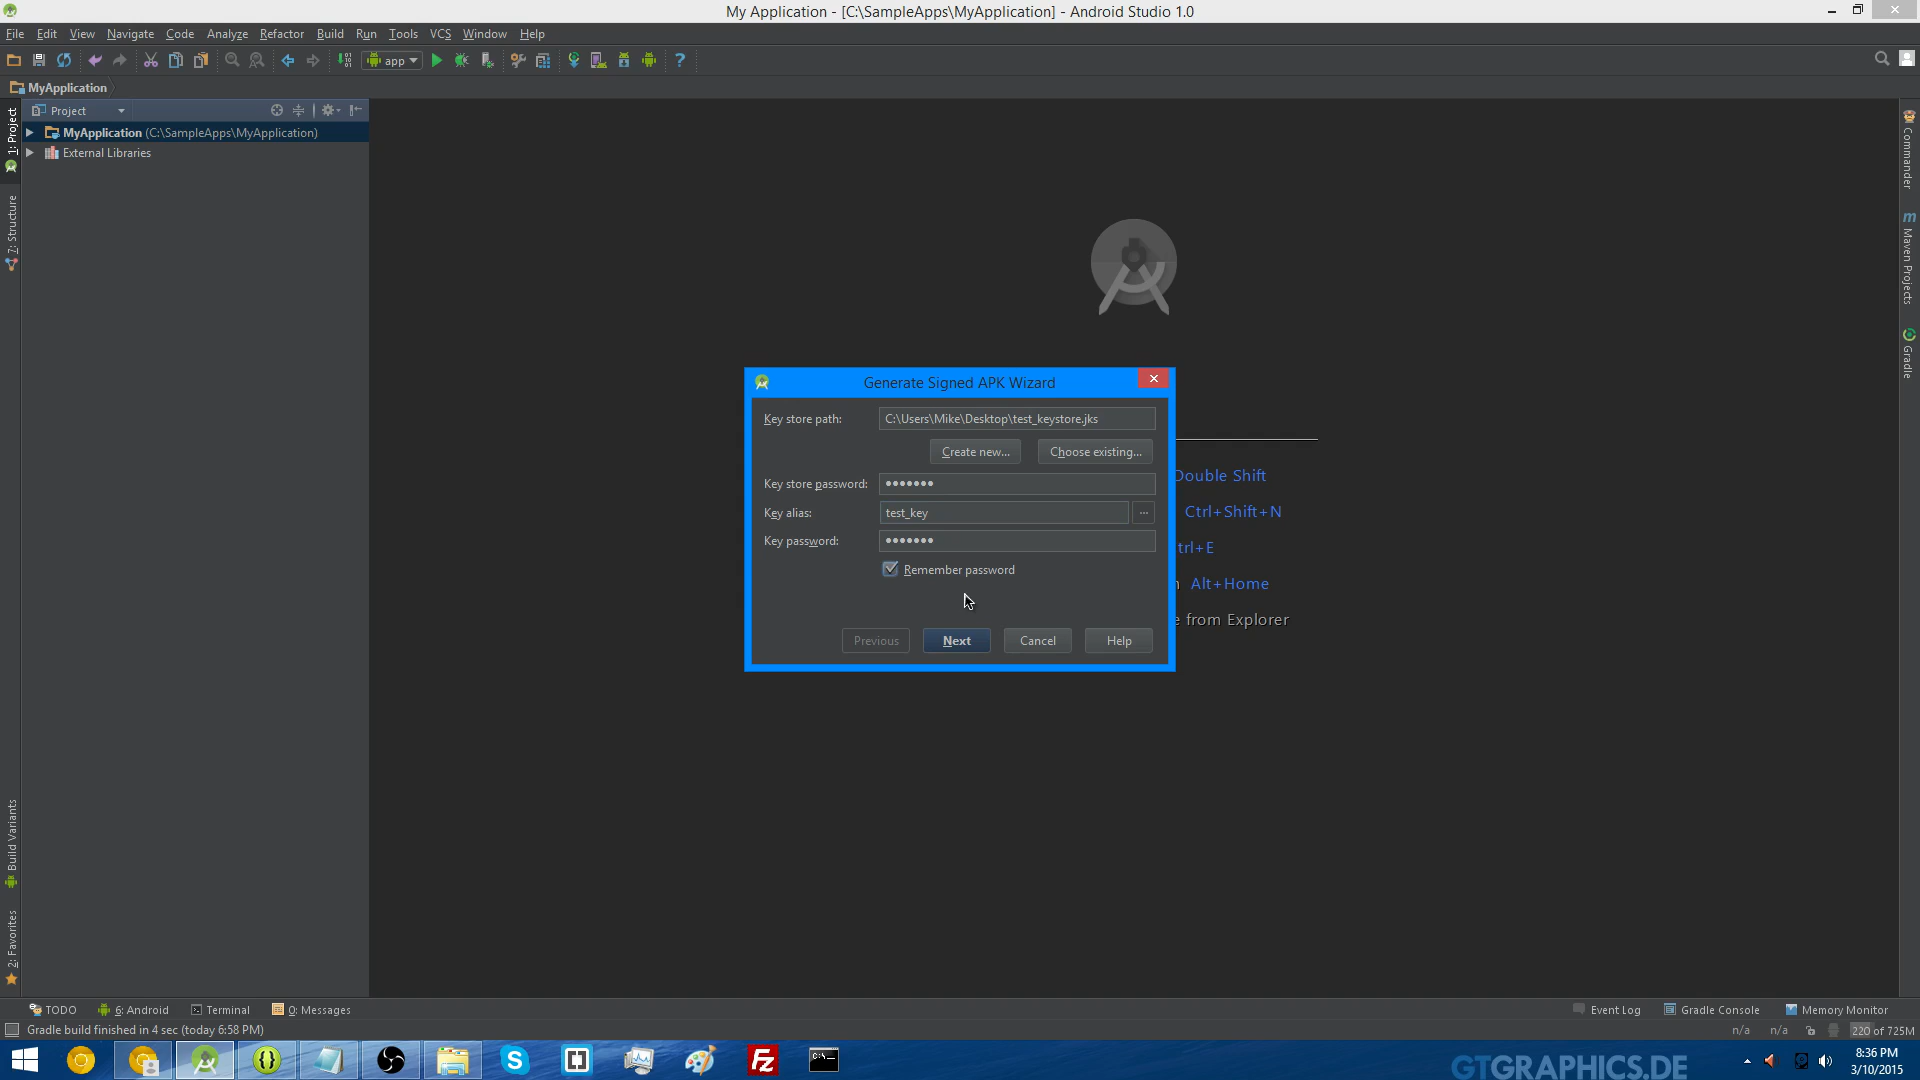 My Application - [C:\SampleApps\MyApplication] - Android Studio 1.0
File Edit View Navigate Code Analyze Refactor Build Run Tools VCS Window Help
app
MyApplication
Project
MyApplication (C:\SampleApps\MyApplication)
External Libraries
1: Project
7: Structure
Build Variants
2: Favorites
Commander
Maven Projects
Gradle
Generate Signed APK Wizard
Key store path: C:\Users\Mike\Desktop\test_keystore.jks
Create new... Choose existing...
Key store password: •••••••
Key alias: test_key ...
Key password: •••••••
Remember password
Previous Next Cancel Help
Double Shift
Ctrl+Shift+N
trl+E
Alt+Home
from Explorer
TODO 6: Android Terminal 0: Messages Event Log Gradle Console Memory Monitor
Gradle build finished in 4 sec (today 6:58 PM) n/a n/a 220 of 725M
GTGRAPHICS.DE
8:36 PM
3/10/2015